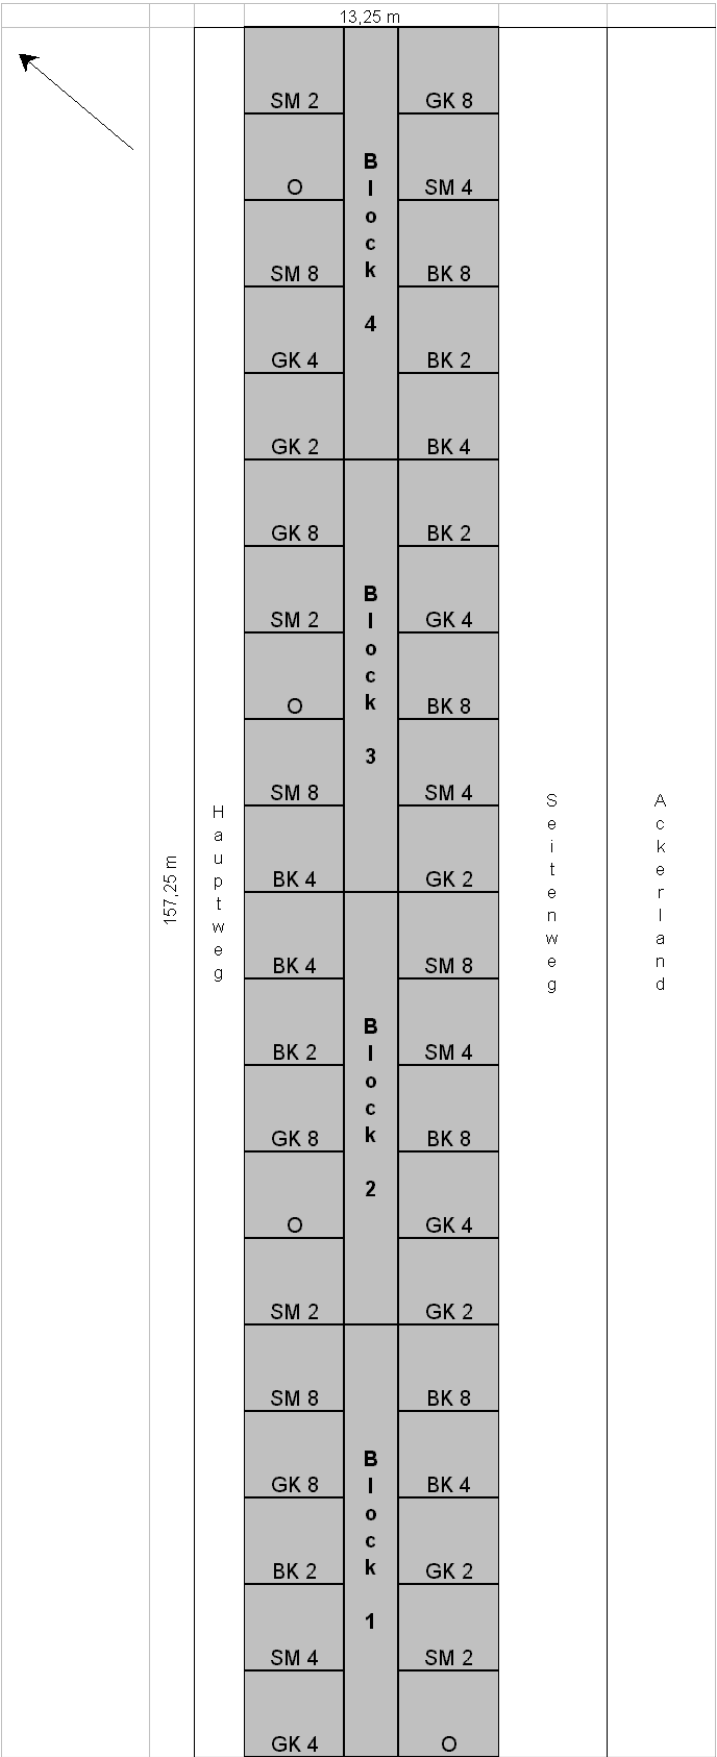 13,25 m
SM 2 GK 8
O SM 4
SM 8 BK 8
GK 4 BK 2
GK 2 BK 4
Block 4
GK 8 BK 2
SM 2 GK 4
O BK 8
SM 8 SM 4
BK 4 GK 2
Block 3
BK 4 SM 8
BK 2 SM 4
GK 8 BK 8
O GK 4
SM 2 GK 2
Block 2
SM 8 BK 8
GK 8 BK 4
BK 2 GK 2
SM 4 SM 2
GK 4 O
Block 1
157,25 m
Hauptweg
Seitenweg
Ackerland